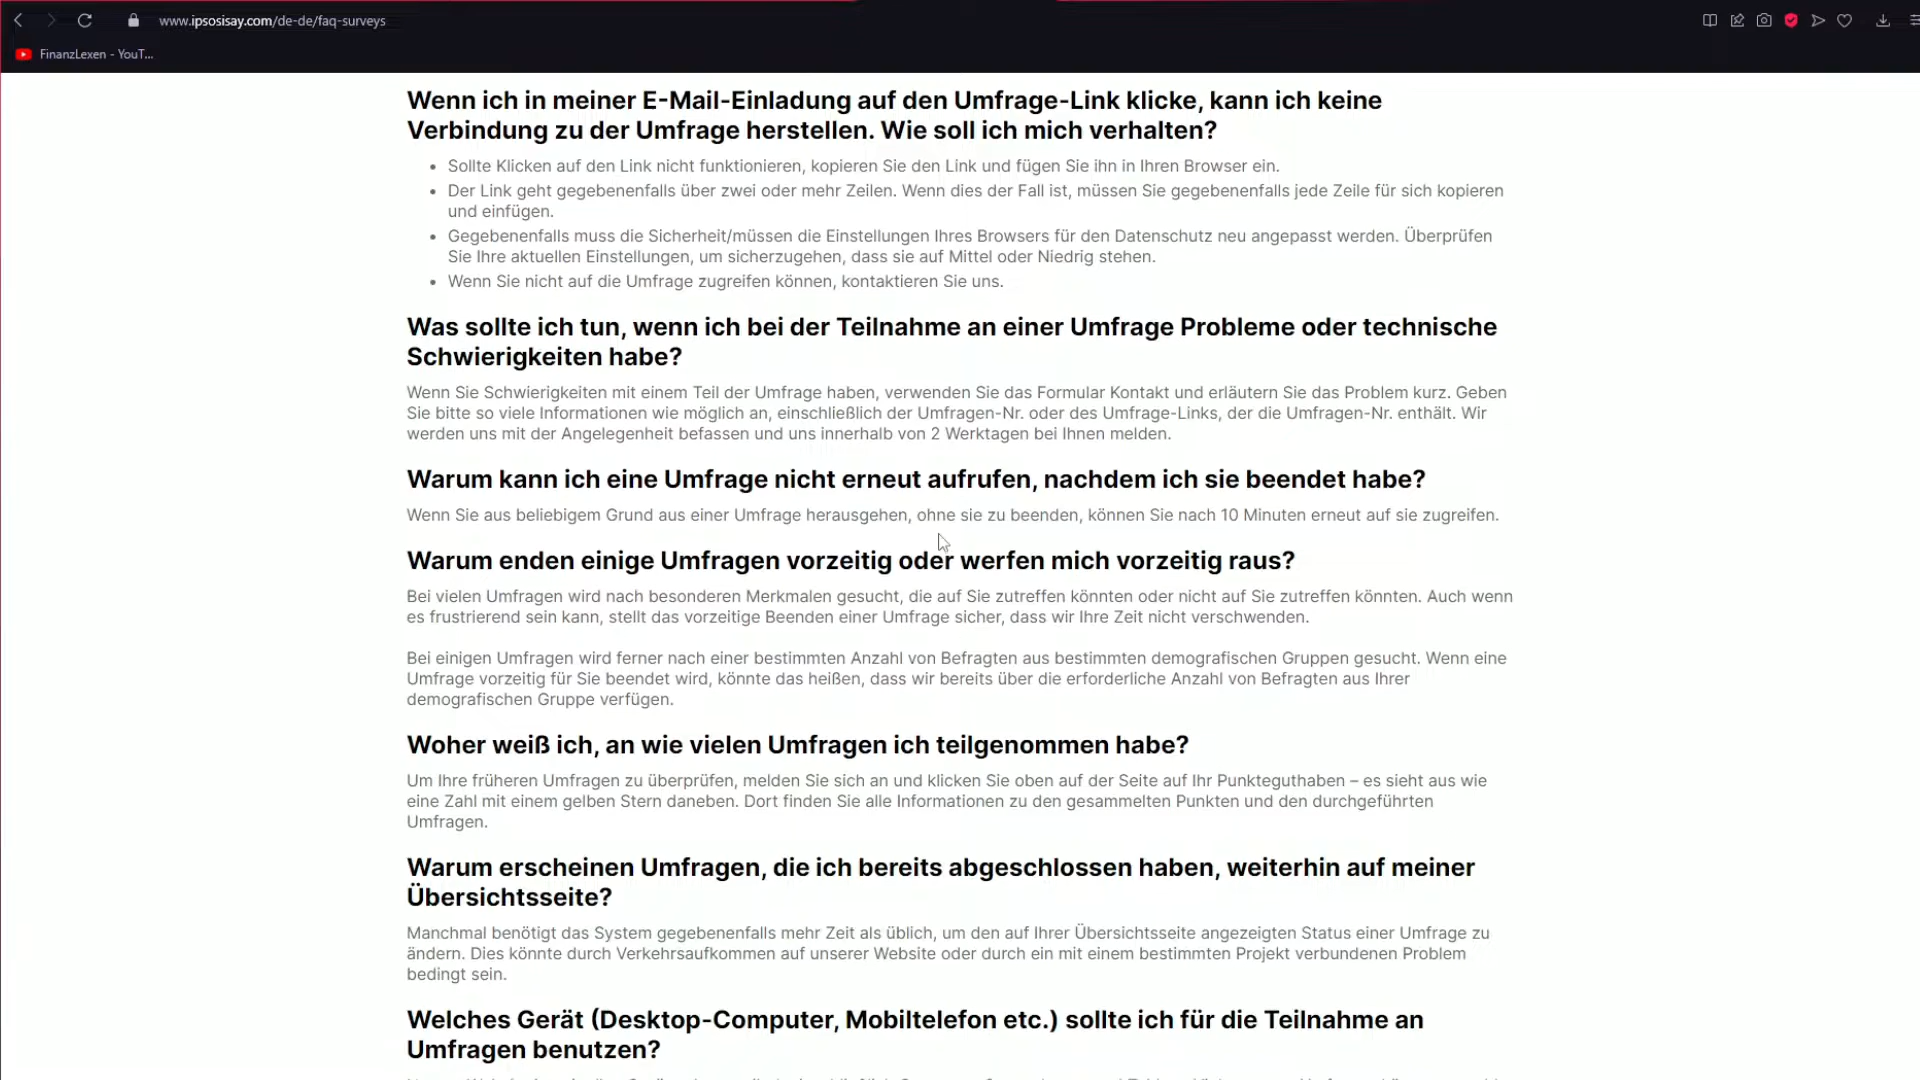 www.ipsosisay.com/de-de/faq-surveys
FinanzLexen - YouT...
Wenn ich in meiner E-Mail-Einladung auf den Umfrage-Link klicke, kann ich keine
Verbindung zu der Umfrage herstellen. Wie soll ich mich verhalten?
• Sollte Klicken auf den Link nicht funktionieren, kopieren Sie den Link und fügen Sie ihn in Ihren Browser ein.
• Der Link geht gegebenenfalls über zwei oder mehr Zeilen. Wenn dies der Fall ist, müssen Sie gegebenenfalls jede Zeile für sich kopieren
und einfügen.
• Gegebenenfalls muss die Sicherheit/müssen die Einstellungen Ihres Browsers für den Datenschutz neu angepasst werden. Überprüfen
Sie Ihre aktuellen Einstellungen, um sicherzugehen, dass sie auf Mittel oder Niedrig stehen.
• Wenn Sie nicht auf die Umfrage zugreifen können, kontaktieren Sie uns.
Was sollte ich tun, wenn ich bei der Teilnahme an einer Umfrage Probleme oder technische
Schwierigkeiten habe?
Wenn Sie Schwierigkeiten mit einem Teil der Umfrage haben, verwenden Sie das Formular Kontakt und erläutern Sie das Problem kurz. Geben
Sie bitte so viele Informationen wie möglich an, einschließlich der Umfragen-Nr. oder des Umfrage-Links, der die Umfragen-Nr. enthält. Wir
werden uns mit der Angelegenheit befassen und uns innerhalb von 2 Werktagen bei Ihnen melden.
Warum kann ich eine Umfrage nicht erneut aufrufen, nachdem ich sie beendet habe?
Wenn Sie aus beliebigem Grund aus einer Umfrage herausgehen, ohne sie zu beenden, können Sie nach 10 Minuten erneut auf sie zugreifen.
Warum enden einige Umfragen vorzeitig oder werfen mich vorzeitig raus?
Bei vielen Umfragen wird nach besonderen Merkmalen gesucht, die auf Sie zutreffen könnten oder nicht auf Sie zutreffen könnten. Auch wenn
es frustrierend sein kann, stellt das vorzeitige Beenden einer Umfrage sicher, dass wir Ihre Zeit nicht verschwenden.
Bei einigen Umfragen wird ferner nach einer bestimmten Anzahl von Befragten aus bestimmten demografischen Gruppen gesucht. Wenn eine
Umfrage vorzeitig für Sie beendet wird, könnte das heißen, dass wir bereits über die erforderliche Anzahl von Befragten aus Ihrer
demografischen Gruppe verfügen.
Woher weiß ich, an wie vielen Umfragen ich teilgenommen habe?
Um Ihre früheren Umfragen zu überprüfen, melden Sie sich an und klicken Sie oben auf der Seite auf Ihr Punkteguthaben – es sieht aus wie
eine Zahl mit einem gelben Stern daneben. Dort finden Sie alle Informationen zu den gesammelten Punkten und den durchgeführten
Umfragen.
Warum erscheinen Umfragen, die ich bereits abgeschlossen haben, weiterhin auf meiner
Übersichtsseite?
Manchmal benötigt das System gegebenenfalls mehr Zeit als üblich, um den auf Ihrer Übersichtsseite angezeigten Status einer Umfrage zu
ändern. Dies könnte durch Verkehrsaufkommen auf unserer Website oder durch ein mit einem bestimmten Projekt verbundenen Problem
bedingt sein.
Welches Gerät (Desktop-Computer, Mobiltelefon etc.) sollte ich für die Teilnahme an
Umfragen benutzen?